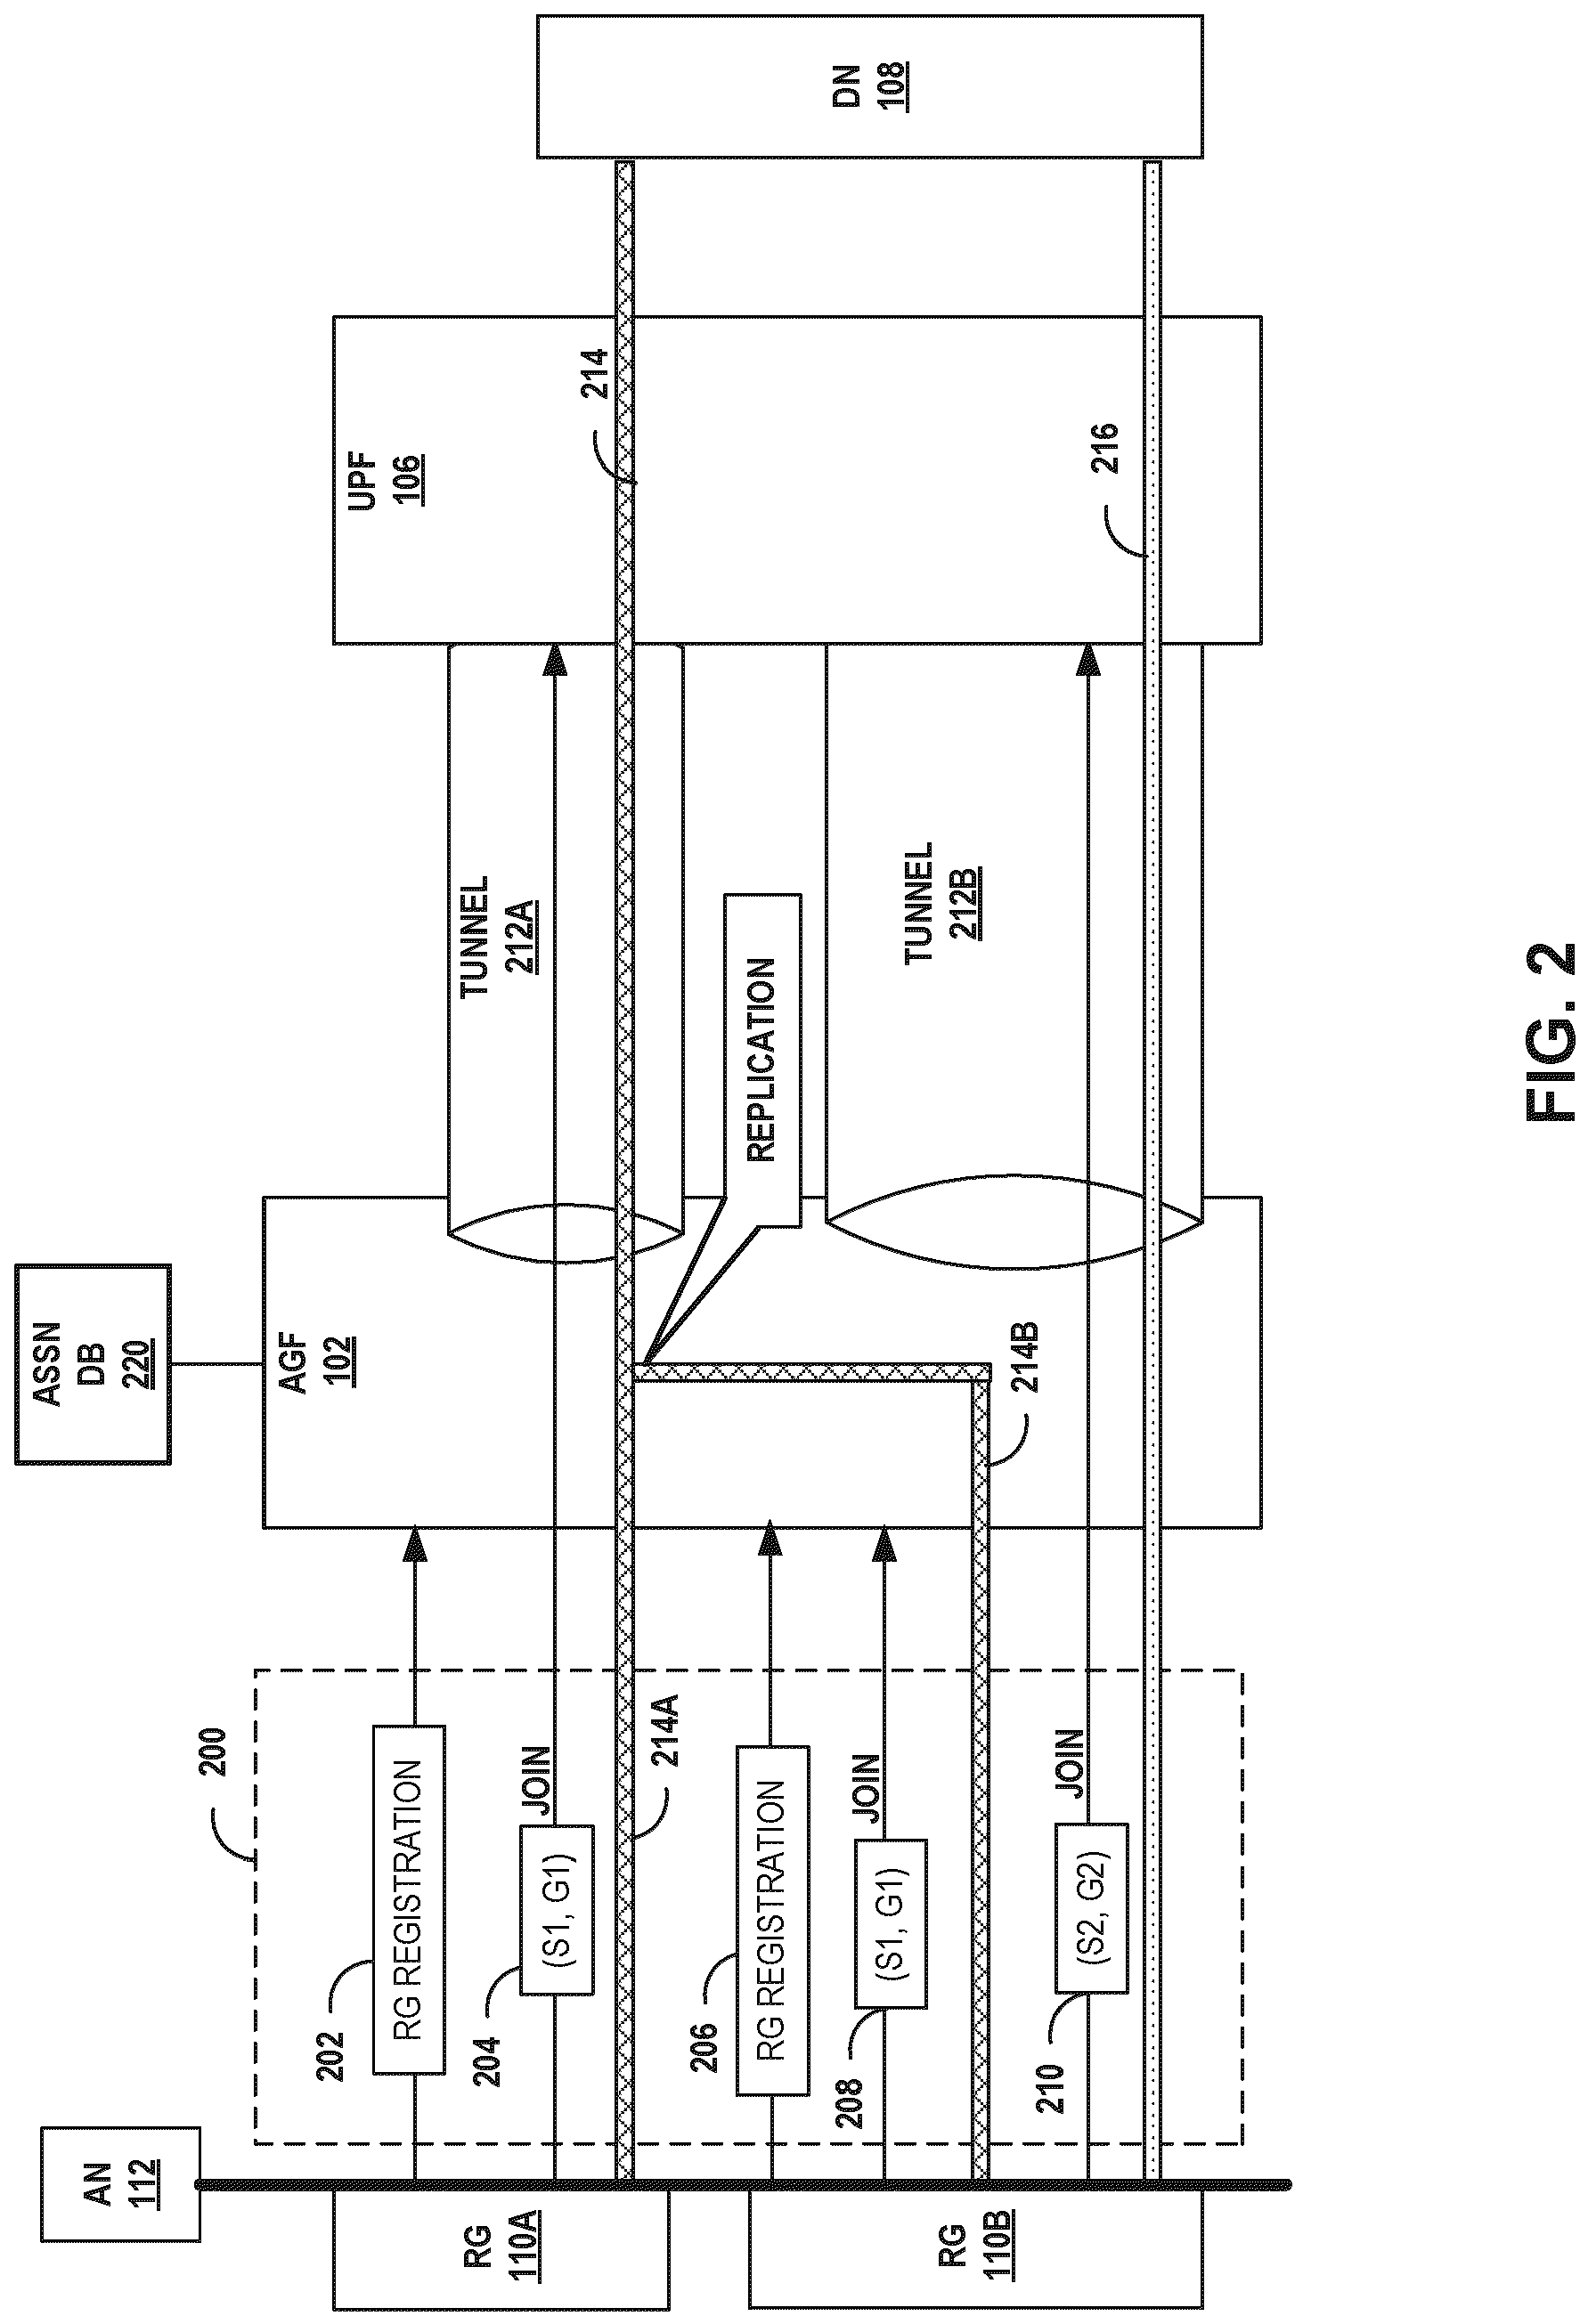 ASSN
DB
220
AN
112
AGF
102
UPF
106
DN
108
200
202
RG REGISTRATION
204
(S1, G1)
JOIN
TUNNEL
212A
214
RG
110A
214A
REPLICATION
206
RG REGISTRATION
208
(S1, G1)
JOIN
TUNNEL
212B
RG
110B
214B
210
(S2, G2)
JOIN
216
FIG. 2